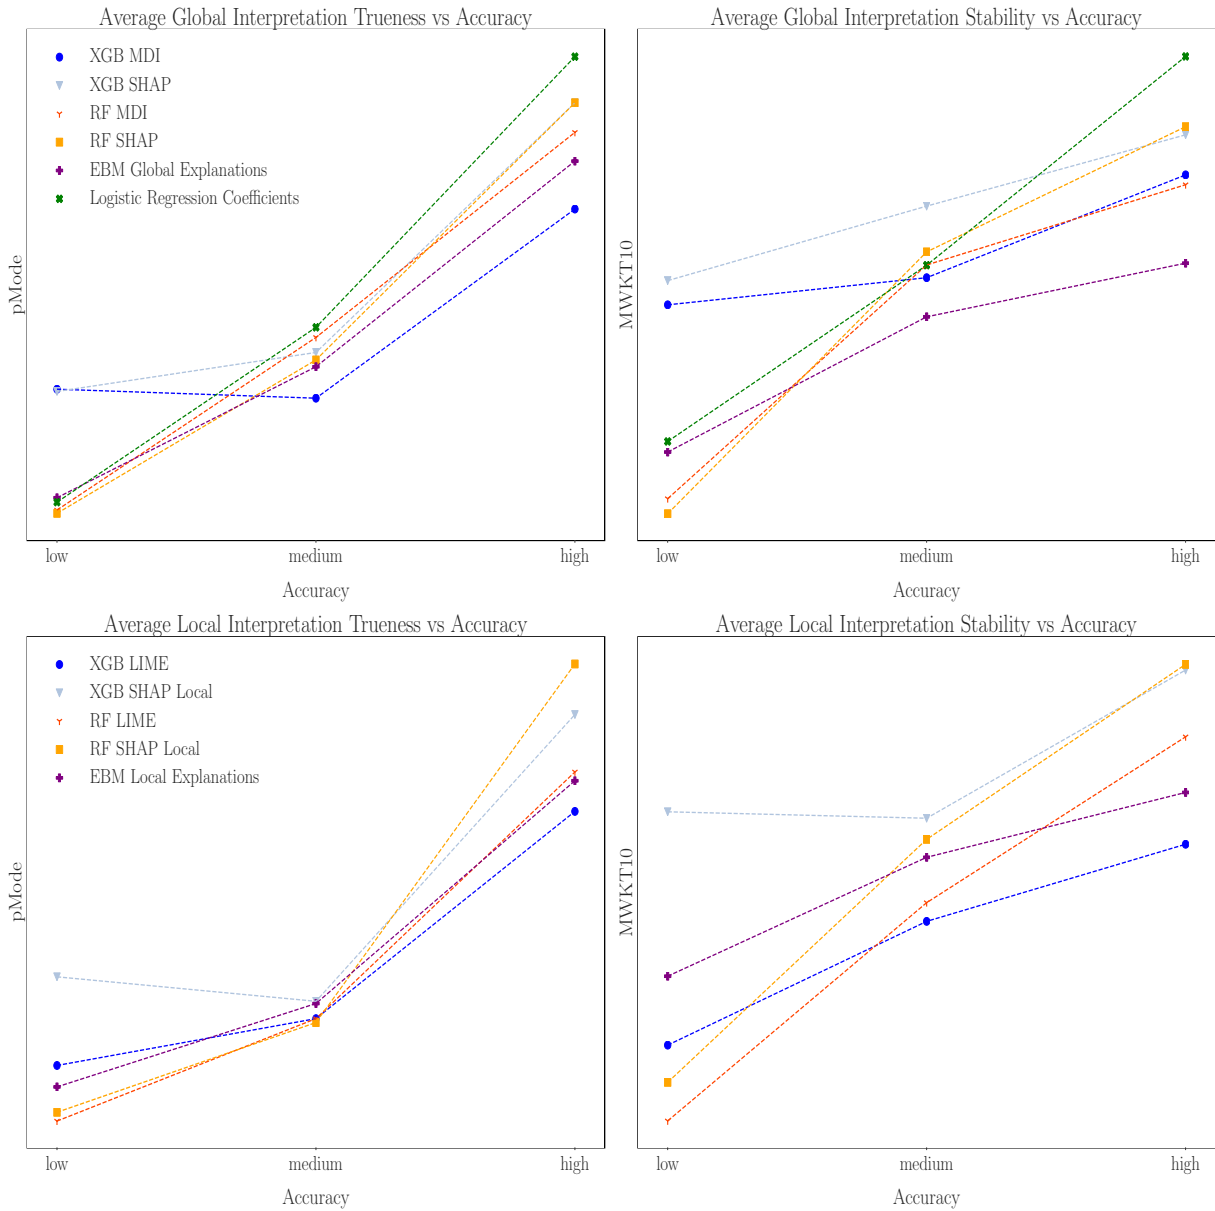 Average Global Interpretation Trueness vs Accuracy
XGB MDI
XGB SHAP
RF MDI
RF SHAP
EBM Global Explanations
Logistic Regression Coefficients
pMode
low
medium
high
Accuracy
Average Global Interpretation Stability vs Accuracy
MWKT10
low
medium
high
Accuracy
Average Local Interpretation Trueness vs Accuracy
XGB LIME
XGB SHAP Local
RF LIME
RF SHAP Local
EBM Local Explanations
pMode
low
medium
high
Accuracy
Average Local Interpretation Stability vs Accuracy
MWKT10
low
medium
high
Accuracy